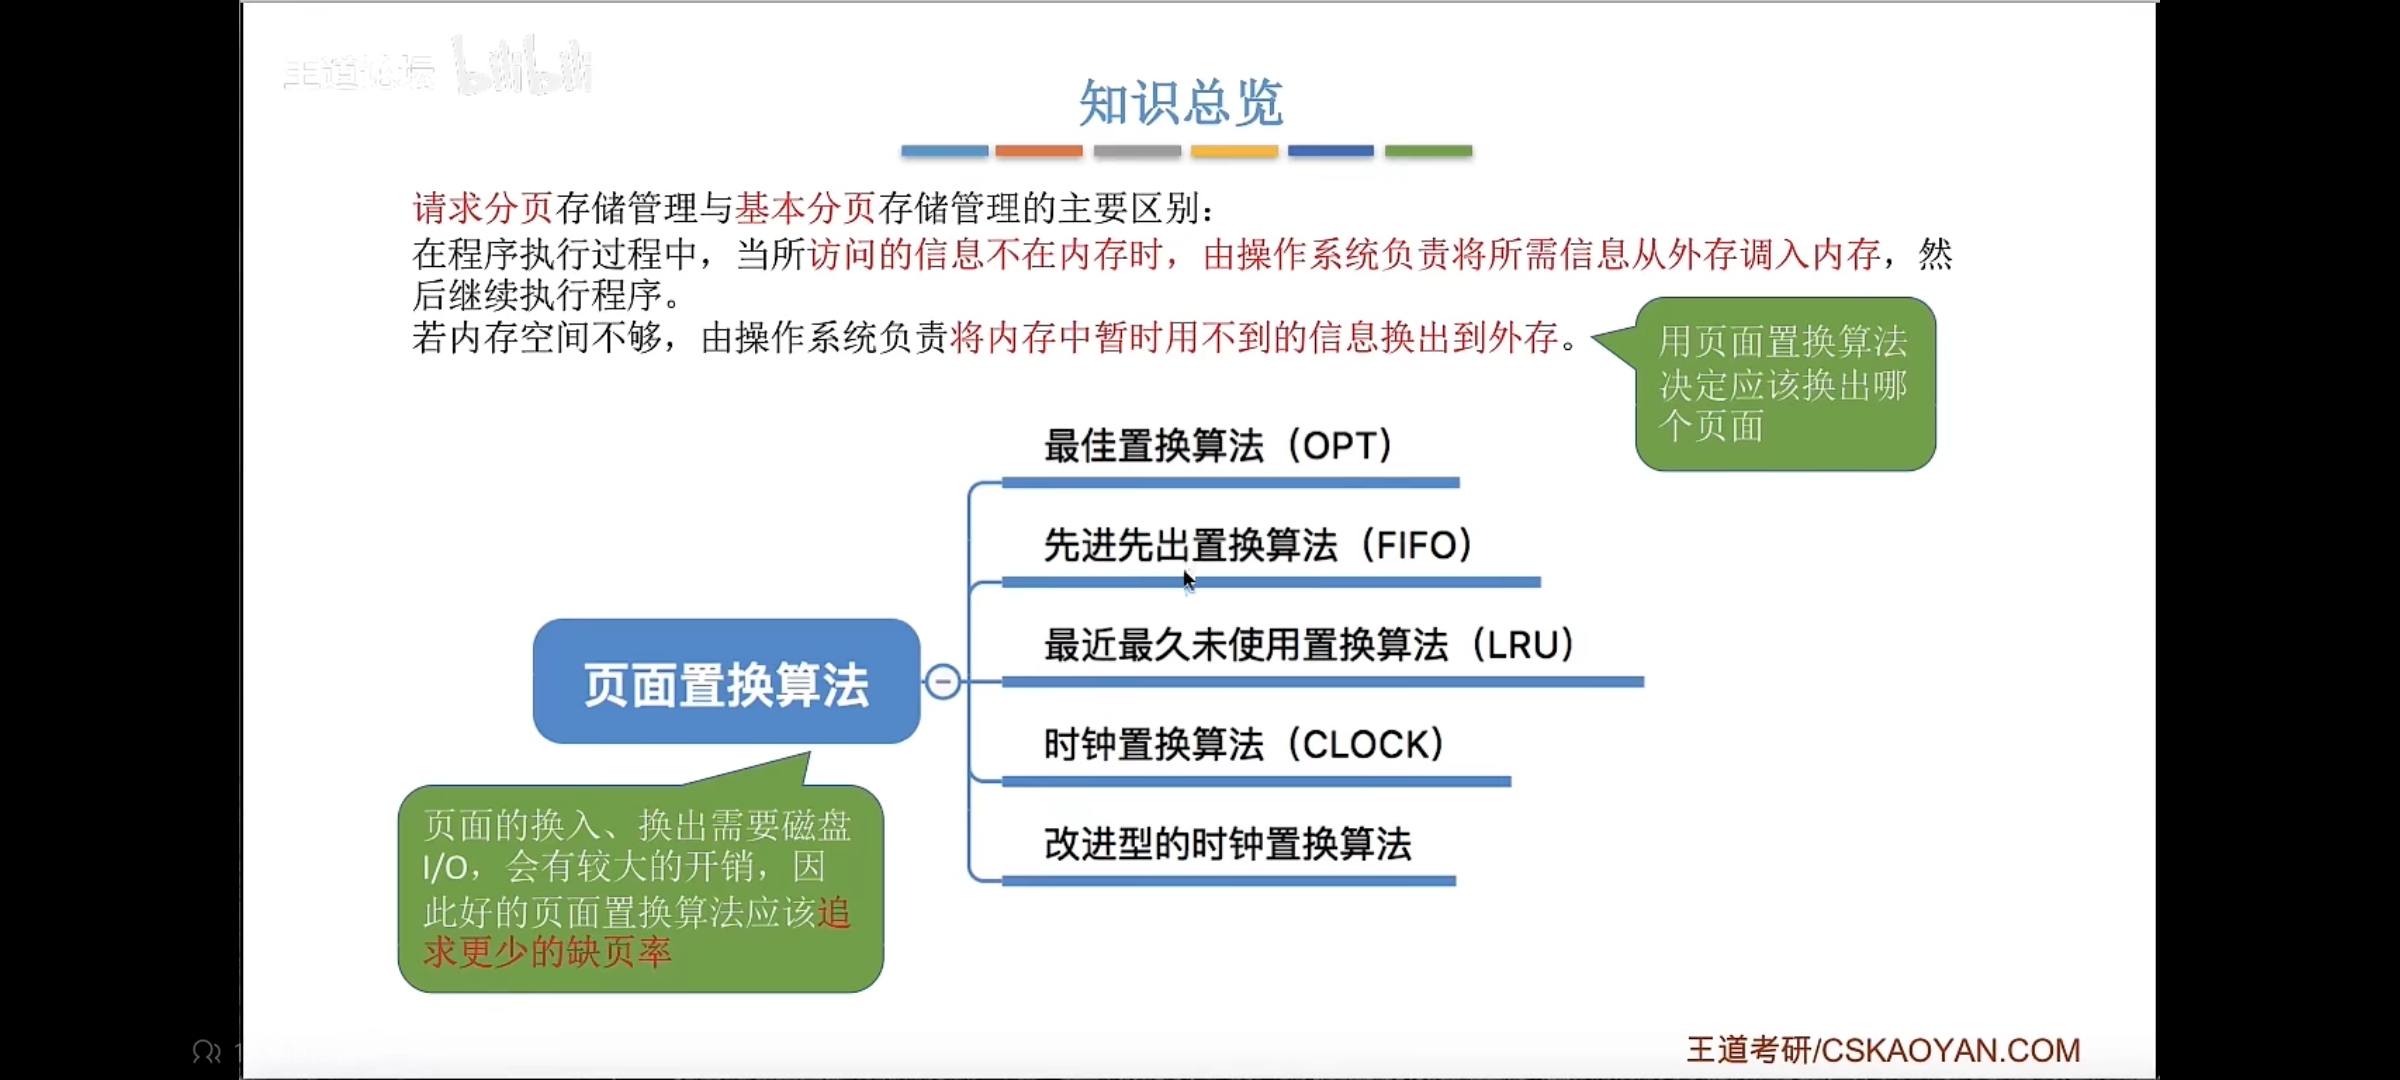 王道论坛 bilibili
知识总览
请求分页存储管理与基本分页存储管理的主要区别：
在程序执行过程中，当所访问的信息不在内存时，由操作系统负责将所需信息从外存调入内存，然
后继续执行程序。
若内存空间不够，由操作系统负责将内存中暂时用不到的信息换出到外存。
用页面置换算法
决定应该换出哪
个页面
最佳置换算法（OPT）
先进先出置换算法（FIFO）
最近最久未使用置换算法（LRU）
页面置换算法
时钟置换算法（CLOCK）
改进型的时钟置换算法
页面的换入、换出需要磁盘
I/O，会有较大的开销，因
此好的页面置换算法应该追
求更少的缺页率
王道考研/CSKAOYAN.COM